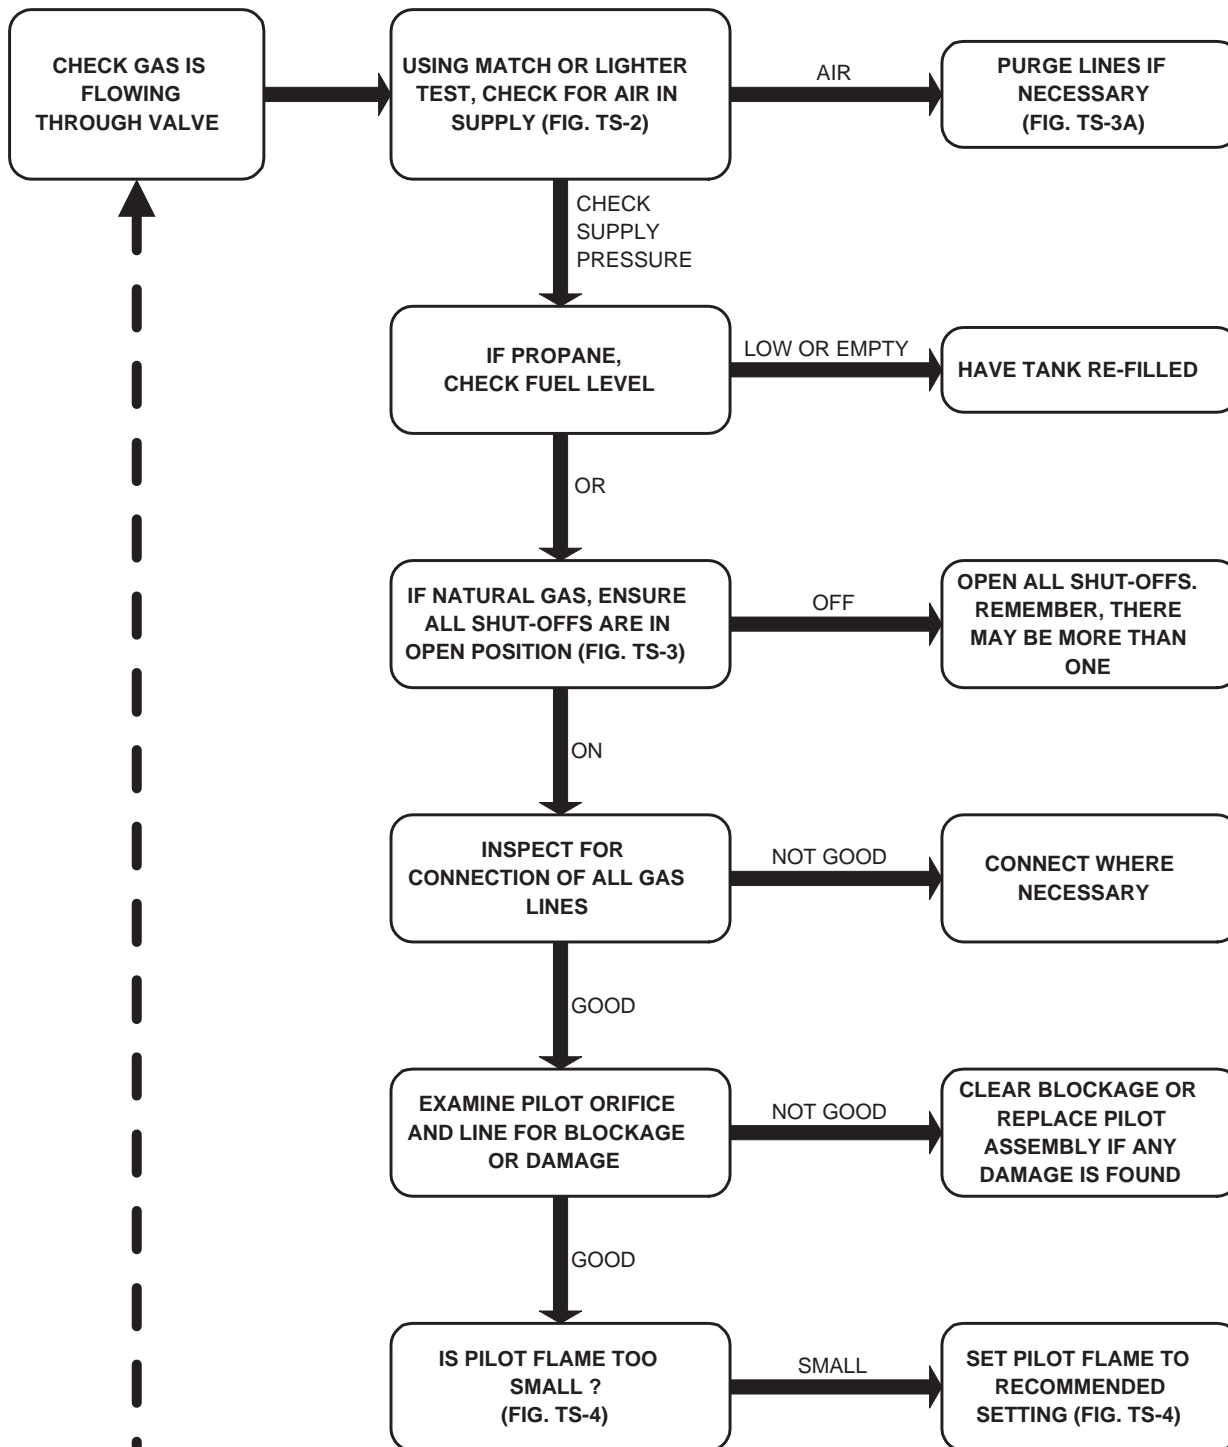 CHECK GAS IS
FLOWING
THROUGH VALVE
USING MATCH OR LIGHTER
TEST, CHECK FOR AIR IN
SUPPLY (FIG. TS-2)
AIR
PURGE LINES IF
NECESSARY
(FIG. TS-3A)
CHECK
SUPPLY
PRESSURE
IF PROPANE,
CHECK FUEL LEVEL
LOW OR EMPTY
HAVE TANK RE-FILLED
OR
IF NATURAL GAS, ENSURE
ALL SHUT-OFFS ARE IN
OPEN POSITION (FIG. TS-3)
OFF
OPEN ALL SHUT-OFFS.
REMEMBER, THERE
MAY BE MORE THAN
ONE
ON
INSPECT FOR
CONNECTION OF ALL GAS
LINES
NOT GOOD
CONNECT WHERE
NECESSARY
GOOD
EXAMINE PILOT ORIFICE
AND LINE FOR BLOCKAGE
OR DAMAGE
NOT GOOD
CLEAR BLOCKAGE OR
REPLACE PILOT
ASSEMBLY IF ANY
DAMAGE IS FOUND
GOOD
IS PILOT FLAME TOO
SMALL ?
(FIG. TS-4)
SMALL
SET PILOT FLAME TO
RECOMMENDED
SETTING (FIG. TS-4)